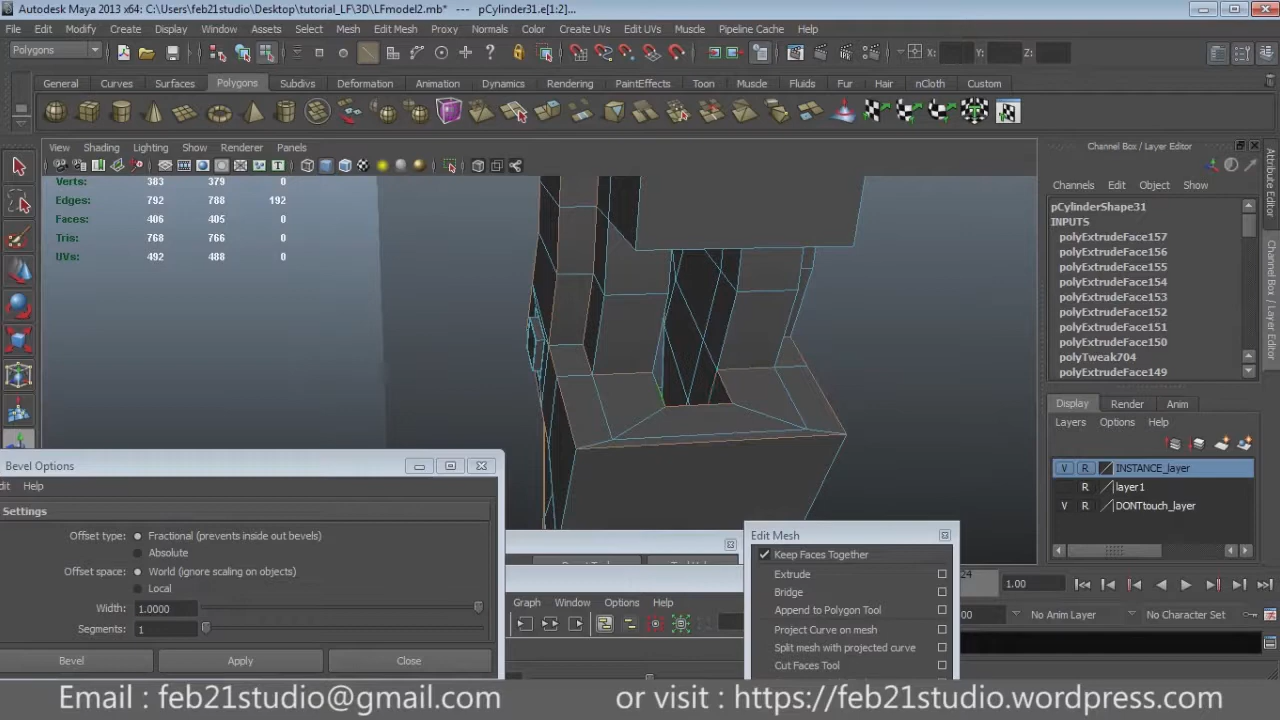 Autodesk Maya 2013 x64: C:\Users\feb21studio\Desktop\tutorial_LF\3D\LFmodel2.mb* --- pCylinder31.e[1:2]...
File Edit Modify Create Display Window Assets Select Mesh Edit Mesh Proxy Normals Color Create UVs Edit UVs Muscle Pipeline Cache Help
Polygons X: Y: Z:
General Curves Surfaces Polygons Subdivs Deformation Animation Dynamics Rendering PaintEffects Toon Muscle Fluids Fur Hair nCloth Custom
View Shading Lighting Show Renderer Panels
Channel Box / Layer Editor
Channels Edit Object Show
Attribute Editor
Channel Box / Layer Editor
Verts: 383 379 0
Edges: 792 788 192
Faces: 406 405 0
Tris: 768 766 0
UVs: 492 488 0
pCylinderShape31
INPUTS
polyExtrudeFace157
polyExtrudeFace156
polyExtrudeFace155
polyExtrudeFace154
polyExtrudeFace153
polyExtrudeFace152
polyExtrudeFace151
polyExtrudeFace150
polyTweak704
polyExtrudeFace149
Display Render Anim
Layers Options Help
V R INSTANCE_layer
R layer1
V R DONTtouch_layer
Bevel Options
dit Help
Settings
Offset type: Fractional (prevents inside out bevels)
Absolute
Offset space: World (ignore scaling on objects)
Local
Width: 1.0000
Segments: 1
Bevel Apply Close
Graph Window Options Help
Edit Mesh
Keep Faces Together
Extrude
Bridge
Append to Polygon Tool
Project Curve on mesh
Split mesh with projected curve
Cut Faces Tool
24 1.00
.00 No Anim Layer No Character Set
Email : feb21studio@gmail.com or visit : https://feb21studio.wordpress.com